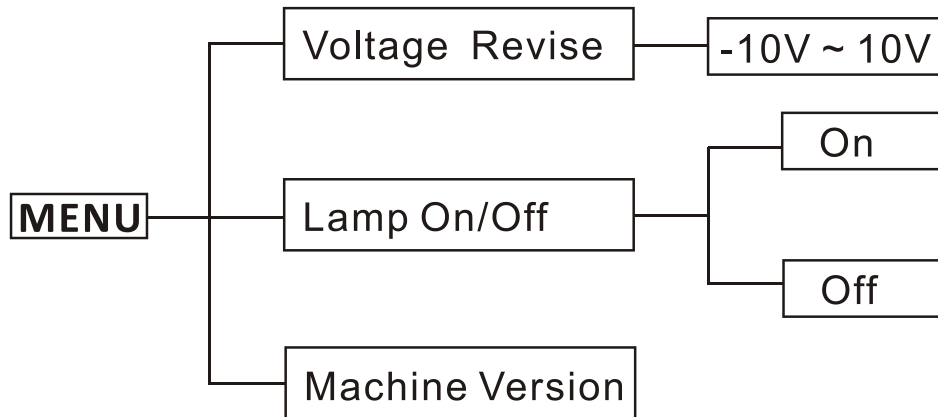 Voltage Revise
-10V ~ 10V
On
MENU
Lamp On/Off
Off
Machine Version